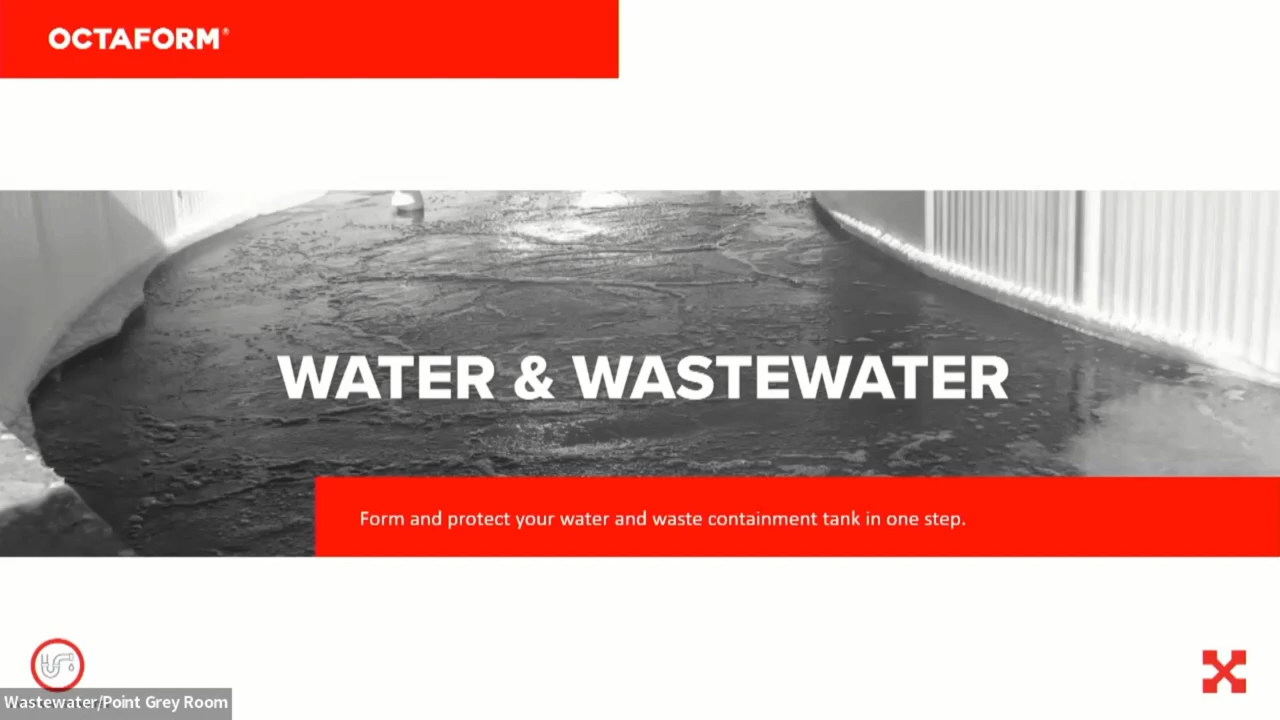 OCTAFORM®
WATER & WASTEWATER
Form and protect your water and waste containment tank in one step.
Wastewater/Point Grey Room